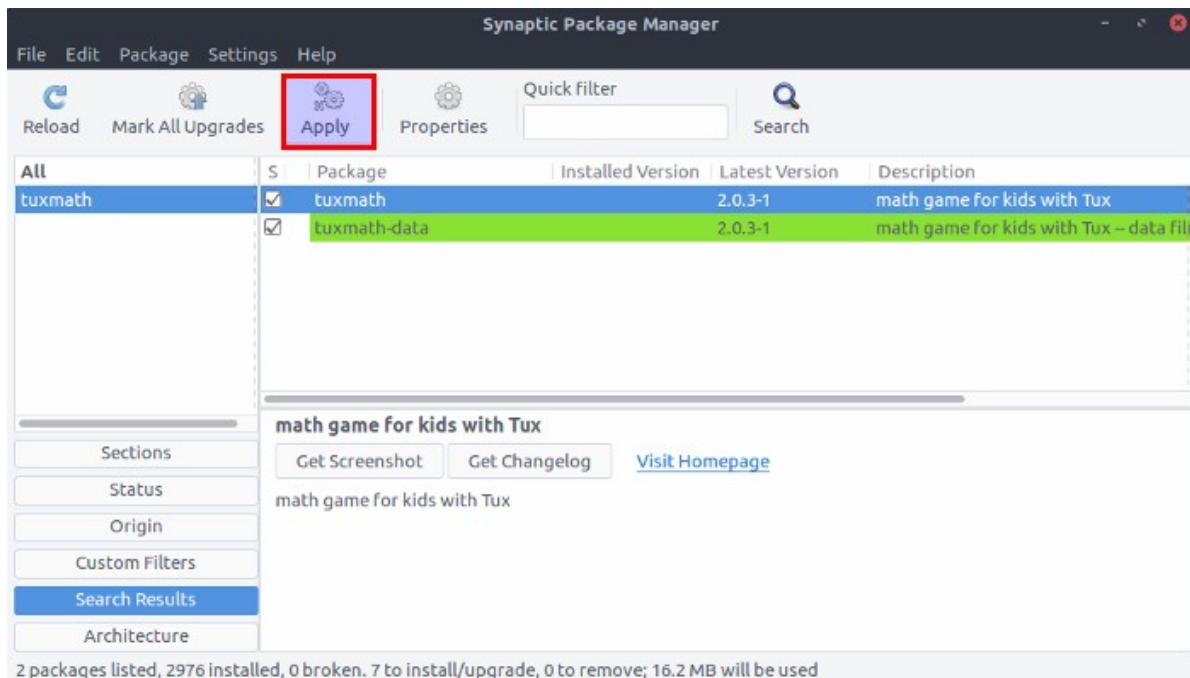 Synaptic Package Manager
File Edit Package Settings Help
Reload Mark All Upgrades Apply Properties Quick filter Search
All
tuxmath
S Package Installed Version Latest Version Description
tuxmath 2.0.3-1 math game for kids with Tux
tuxmath-data 2.0.3-1 math game for kids with Tux – data
math game for kids with Tux
Get Screenshot Get Changelog Visit Homepage
math game for kids with Tux
Sections
Status
Origin
Custom Filters
Search Results
Architecture
2 packages listed, 2976 installed, 0 broken. 7 to install/upgrade, 0 to remove; 16.2 MB will be used